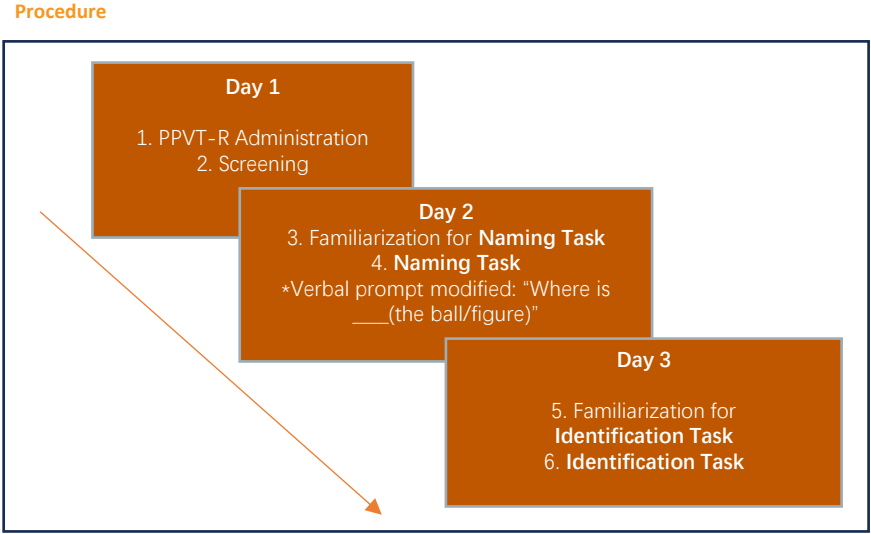 Procedure
Day 1
1. PPVT-R Administration
2. Screening
Day 2
3. Familiarization for Naming Task
4. Naming Task
*Verbal prompt modified: “Where is
____(the ball/figure)”
Day 3
5. Familiarization for
Identification Task
6. Identification Task